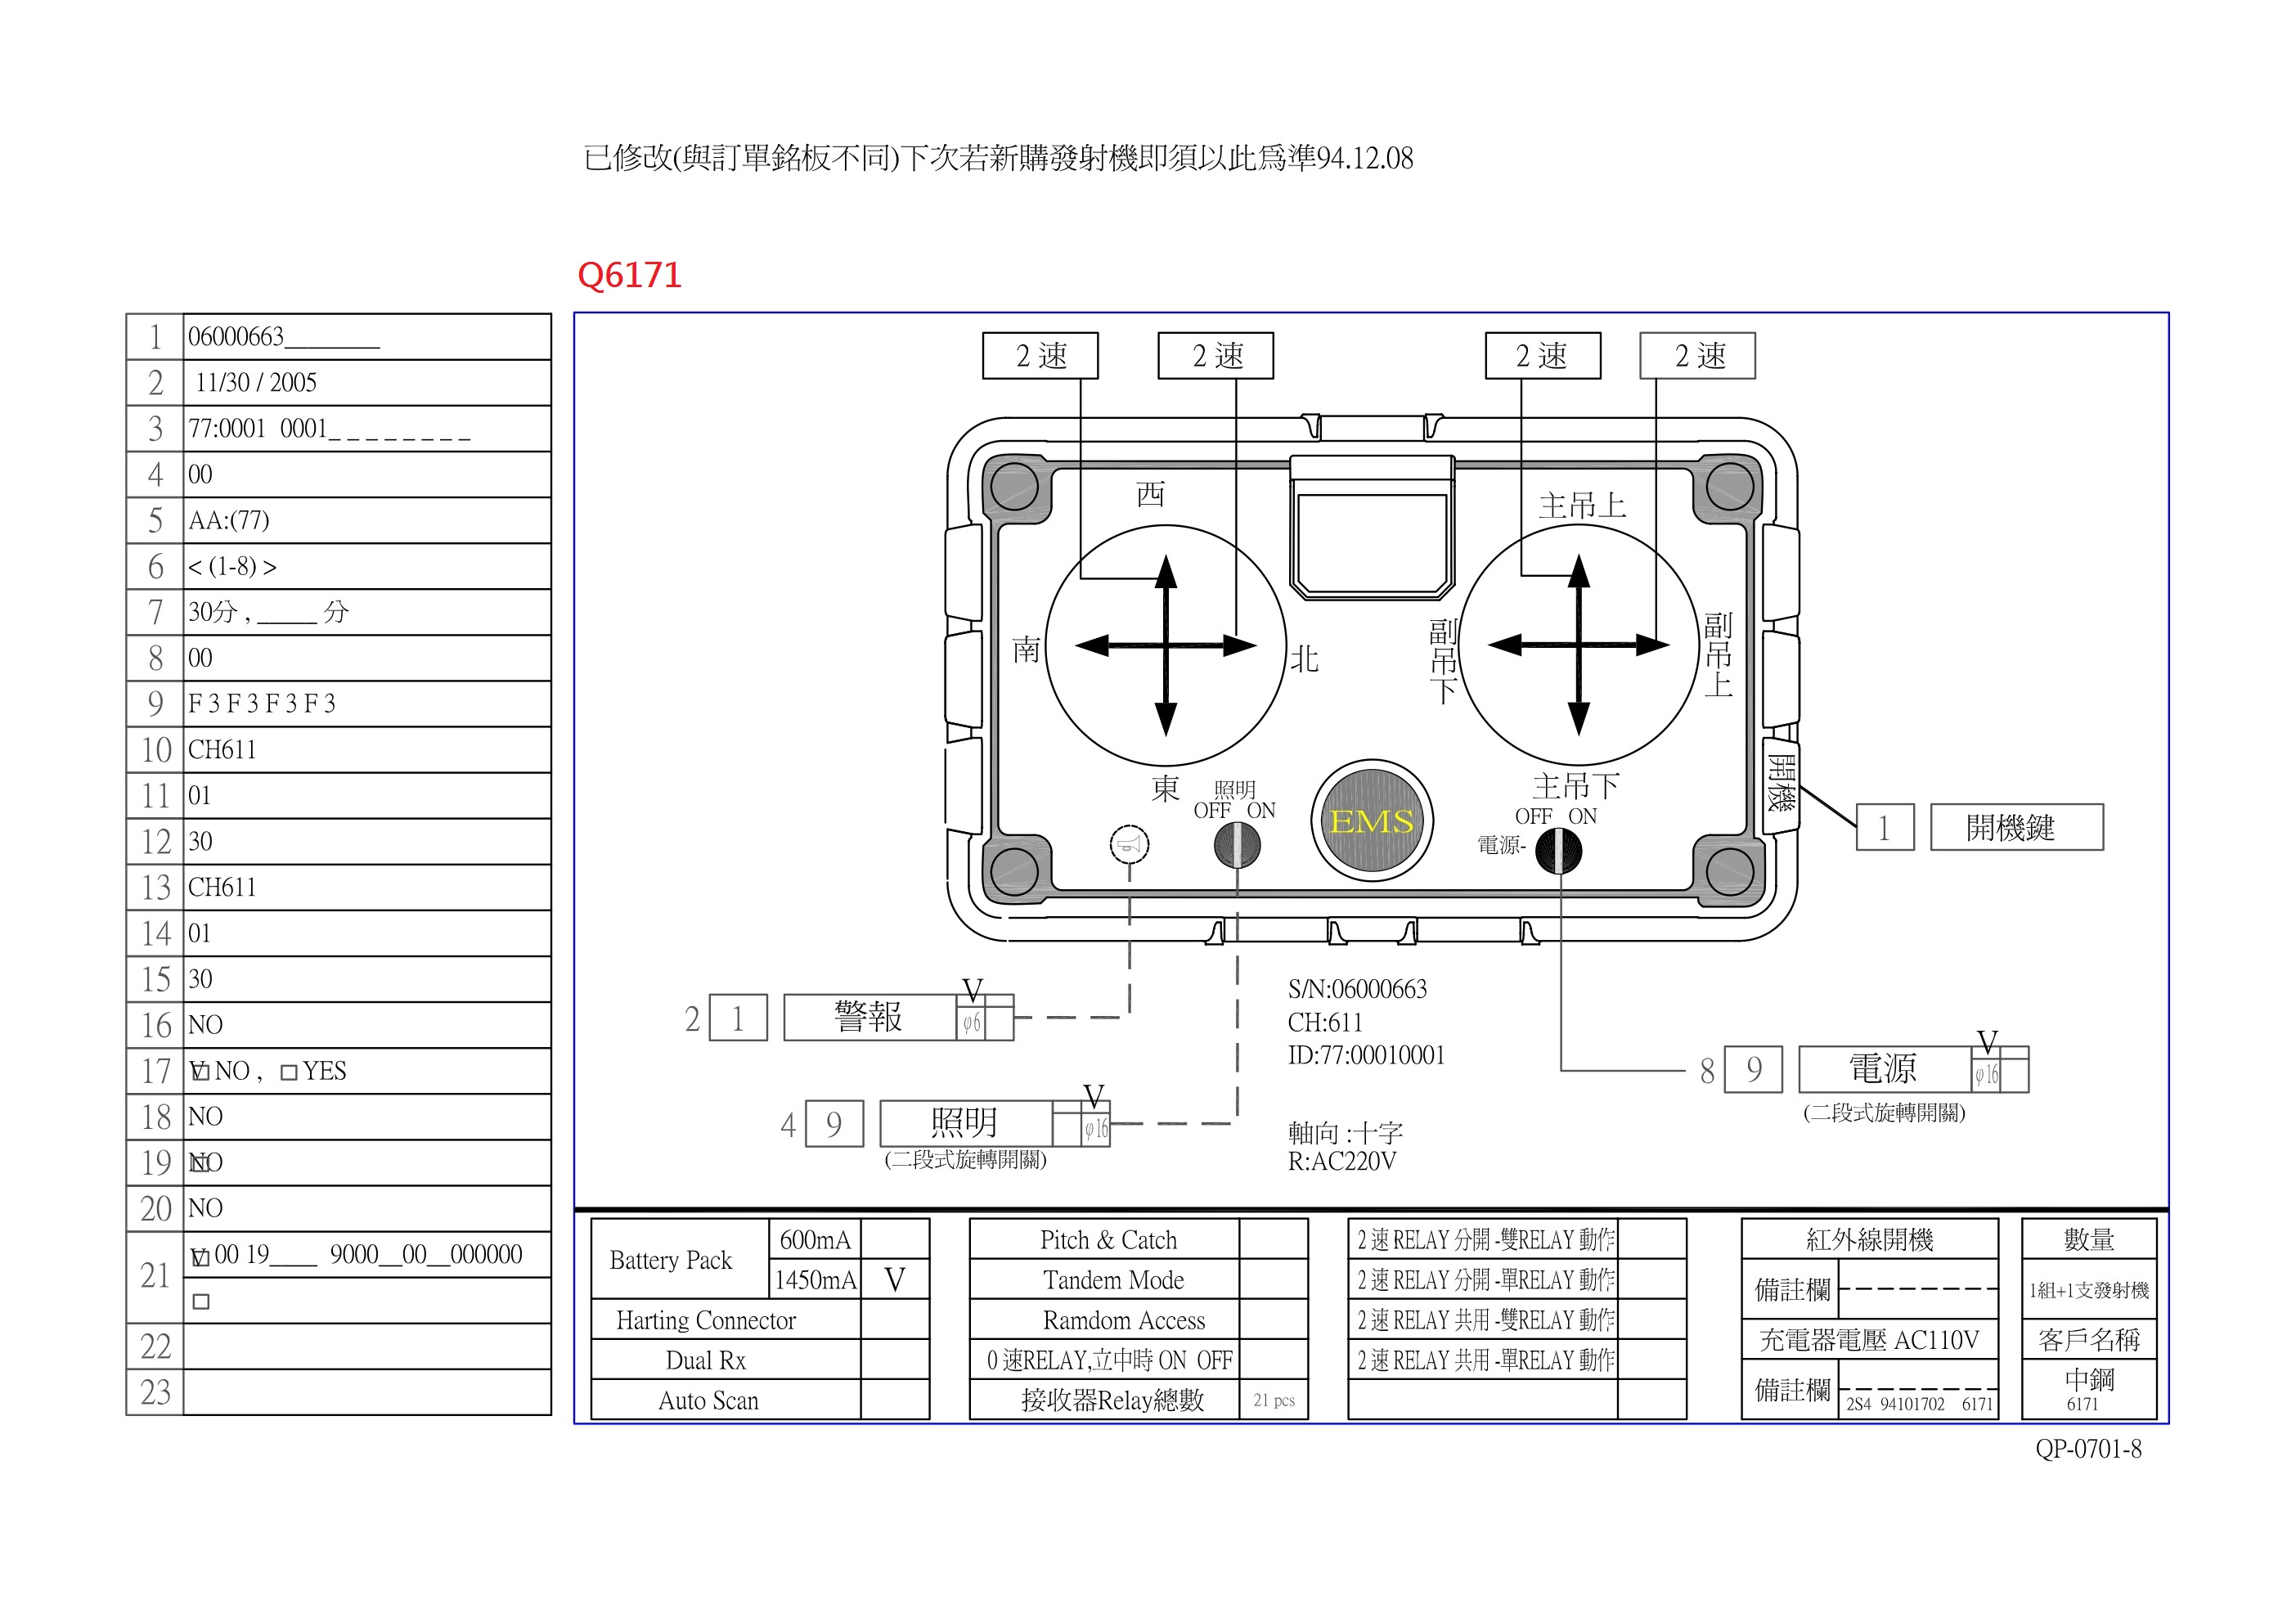 已修改(與訂單銘板不同)下次若新購發射機即須以此為準94.12.08
Q6171
1 06000663________
2 11/30 / 2005
3 77:0001 0001_ _ _ _ _ _ _ _
4 00
5 AA:(77)
6 < (1-8) >
7 30分 , _____ 分
8 00
9 F 3 F 3 F 3 F 3
10 CH611
11 01
12 30
13 CH611
14 01
15 30
16 NO
17 V□ NO , □ YES
18 NO
19 □NO
20 NO
21 V□ 00 19____ 9000__00__000000
□
22
23
2 速 2 速 2 速 2 速
西
南
北
東
主吊上
副吊下
副吊上
主吊下
照明
OFF ON
EMS
OFF ON
電源-
開機
1 開機鍵
2 1 警報 V φ6
4 9 照明 V φ16
(二段式旋轉開關)
S/N:06000663
CH:611
ID:77:00010001
軸向 :十字
R:AC220V
8 9 電源 V φ16
(二段式旋轉開關)
Battery Pack 600mA
1450mA V
Harting Connector
Dual Rx
Auto Scan
Pitch & Catch
Tandem Mode
Ramdom Access
0 速RELAY,立中時 ON OFF
接收器Relay總數 21 pcs
2 速 RELAY 分開 -雙RELAY 動作
2 速 RELAY 分開 -單RELAY 動作
2 速 RELAY 共用 -雙RELAY 動作
2 速 RELAY 共用 -單RELAY 動作
紅外線開機
備註欄
充電器電壓 AC110V
備註欄 2S4 94101702 6171
數量
1組+1支發射機
客戶名稱
中鋼
6171
QP-0701-8